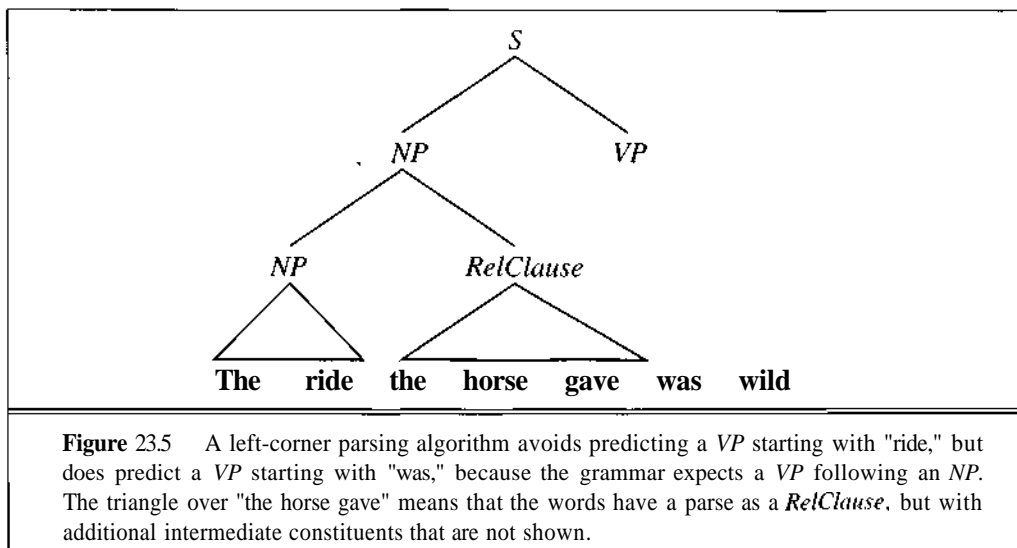 S
NP VP
NP RelClause
The ride the horse gave was wild
Figure 23.5 A left-corner parsing algorithm avoids predicting a VP starting with "ride," but
does predict a VP starting with "was," because the grammar expects a VP following an NP.
The triangle over "the horse gave" means that the words have a parse as a RelClause, but with
additional intermediate constituents that are not shown.